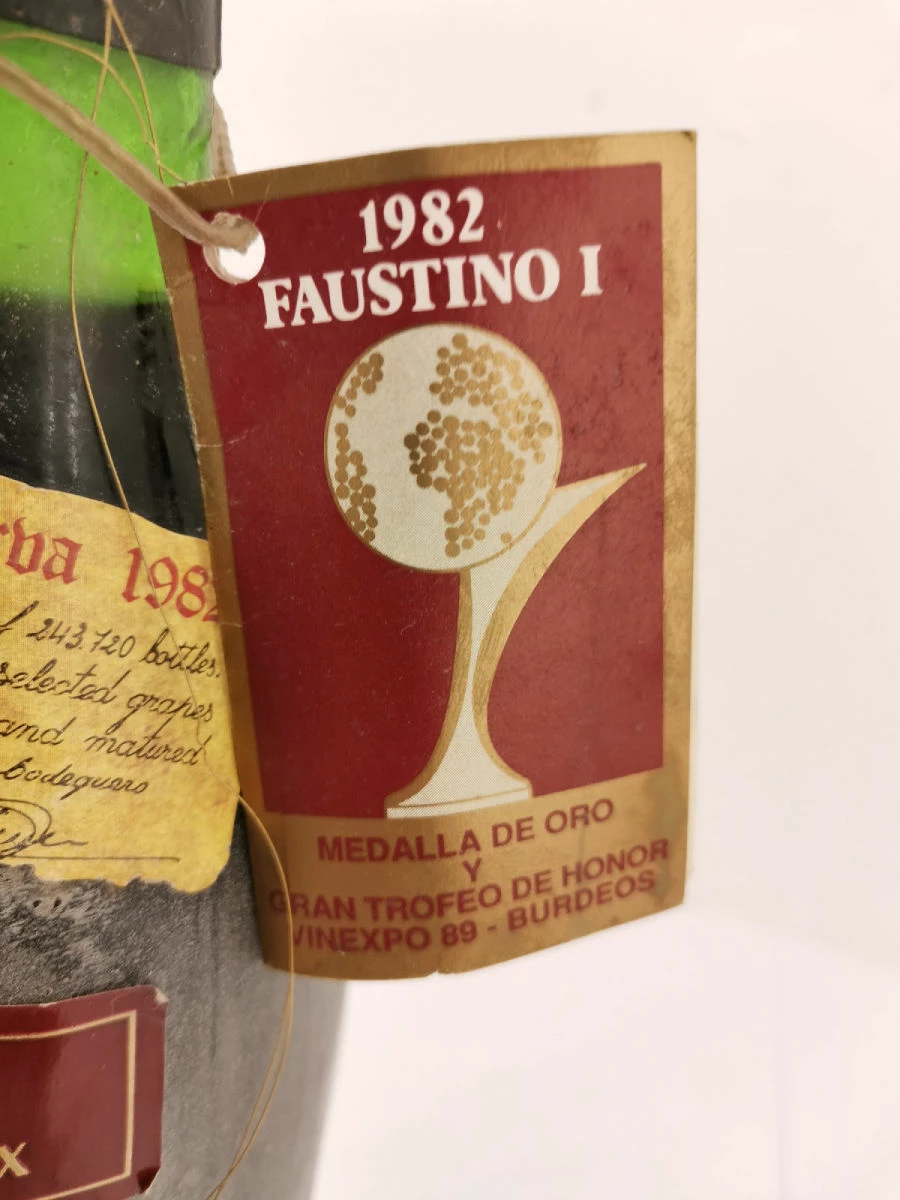 1982
FAUSTINO I
MEDALLA DE ORO
Y
GRAN TROFEO DE HONOR
VINEXPO 89 - BURDEOS
rva 1982
f 243.720 bottles.
selected grapes
and matured
bodeguero
x